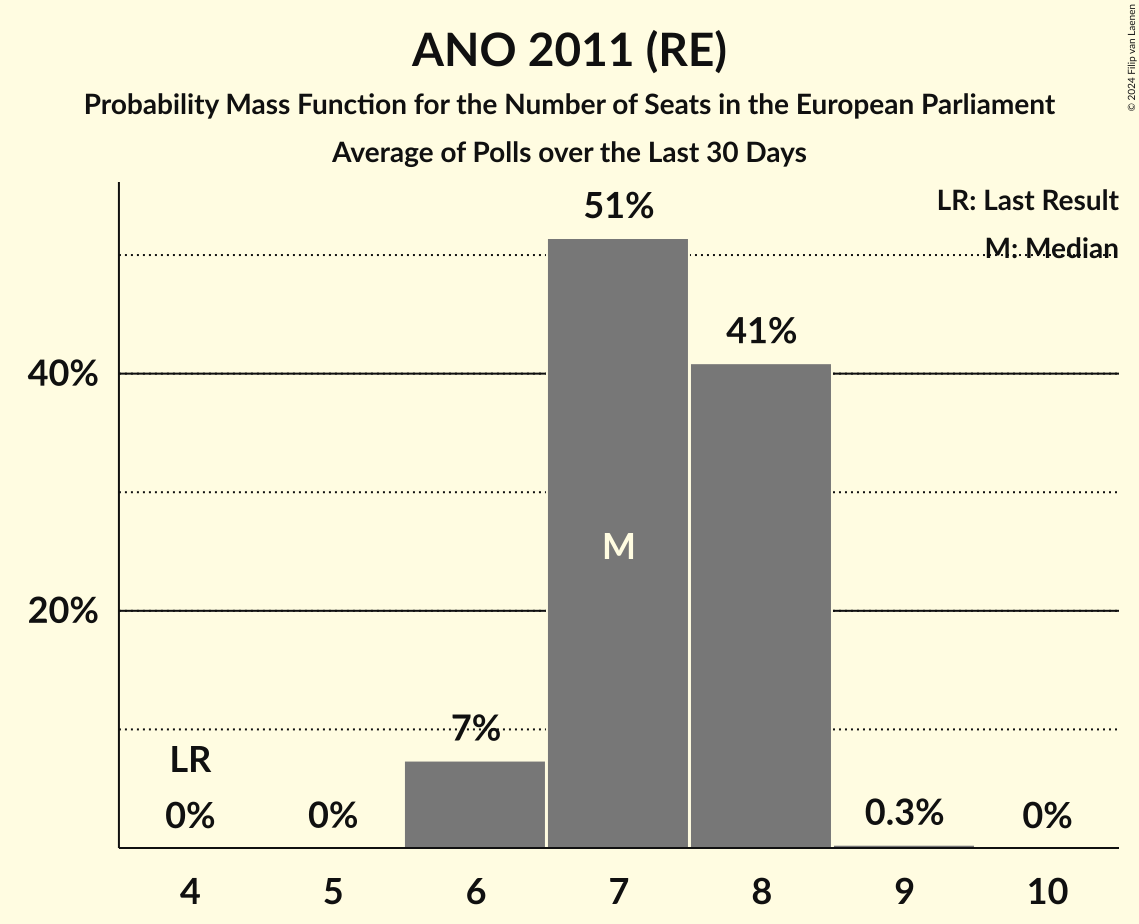 ANO 2011 (RE)
Probability Mass Function for the Number of Seats in the European Parliament
Average of Polls over the Last 30 Days
© 2024 Filip van Laenen
LR: Last Result
M: Median
51%
41%
40%
M
20%
7%
LR
0%
0%
0.3%
0%
4
5
6
7
8
9
10